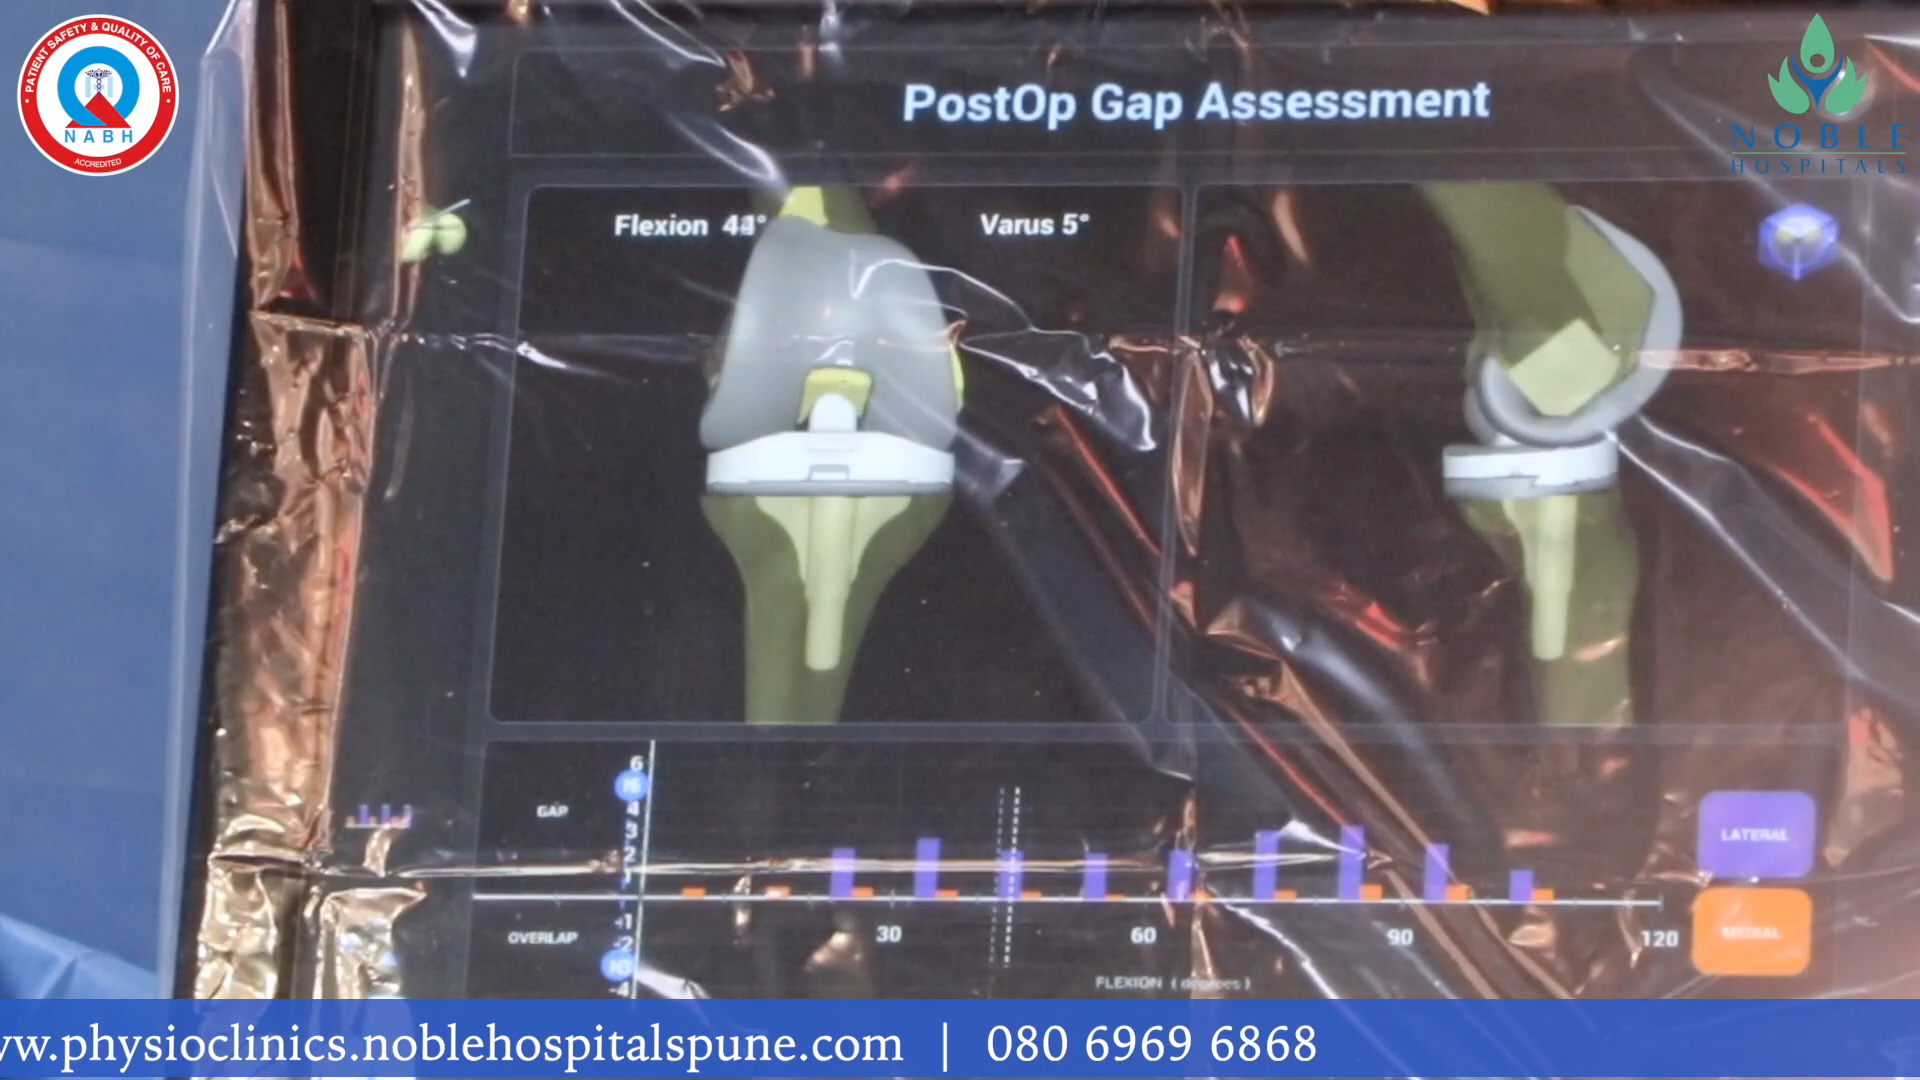 PATIENT SAFETY & QUALITY OF CARE
NABH
ACCREDITED
NOBLE
HOSPITALS
PostOp Gap Assessment
Varus 5°
Flexion
GAP
6
4
3
2
1
-1
-2
-4
OVERLAP
30
60
90
120
FLEXION (degrees)
LATERAL
MEDIAL
ww.physioclinics.noblehospitalspune.com | 080 6969 6868